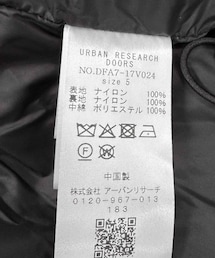 URBAN RESEARCH
DOORS
NO.DFA7-17V024
size 5
表地 ナイロン 100%
裏地 ナイロン 100%
中綿 ポリエステル 100%
中国製
株式会社 アーバンリサーチ
0120-967-013
183